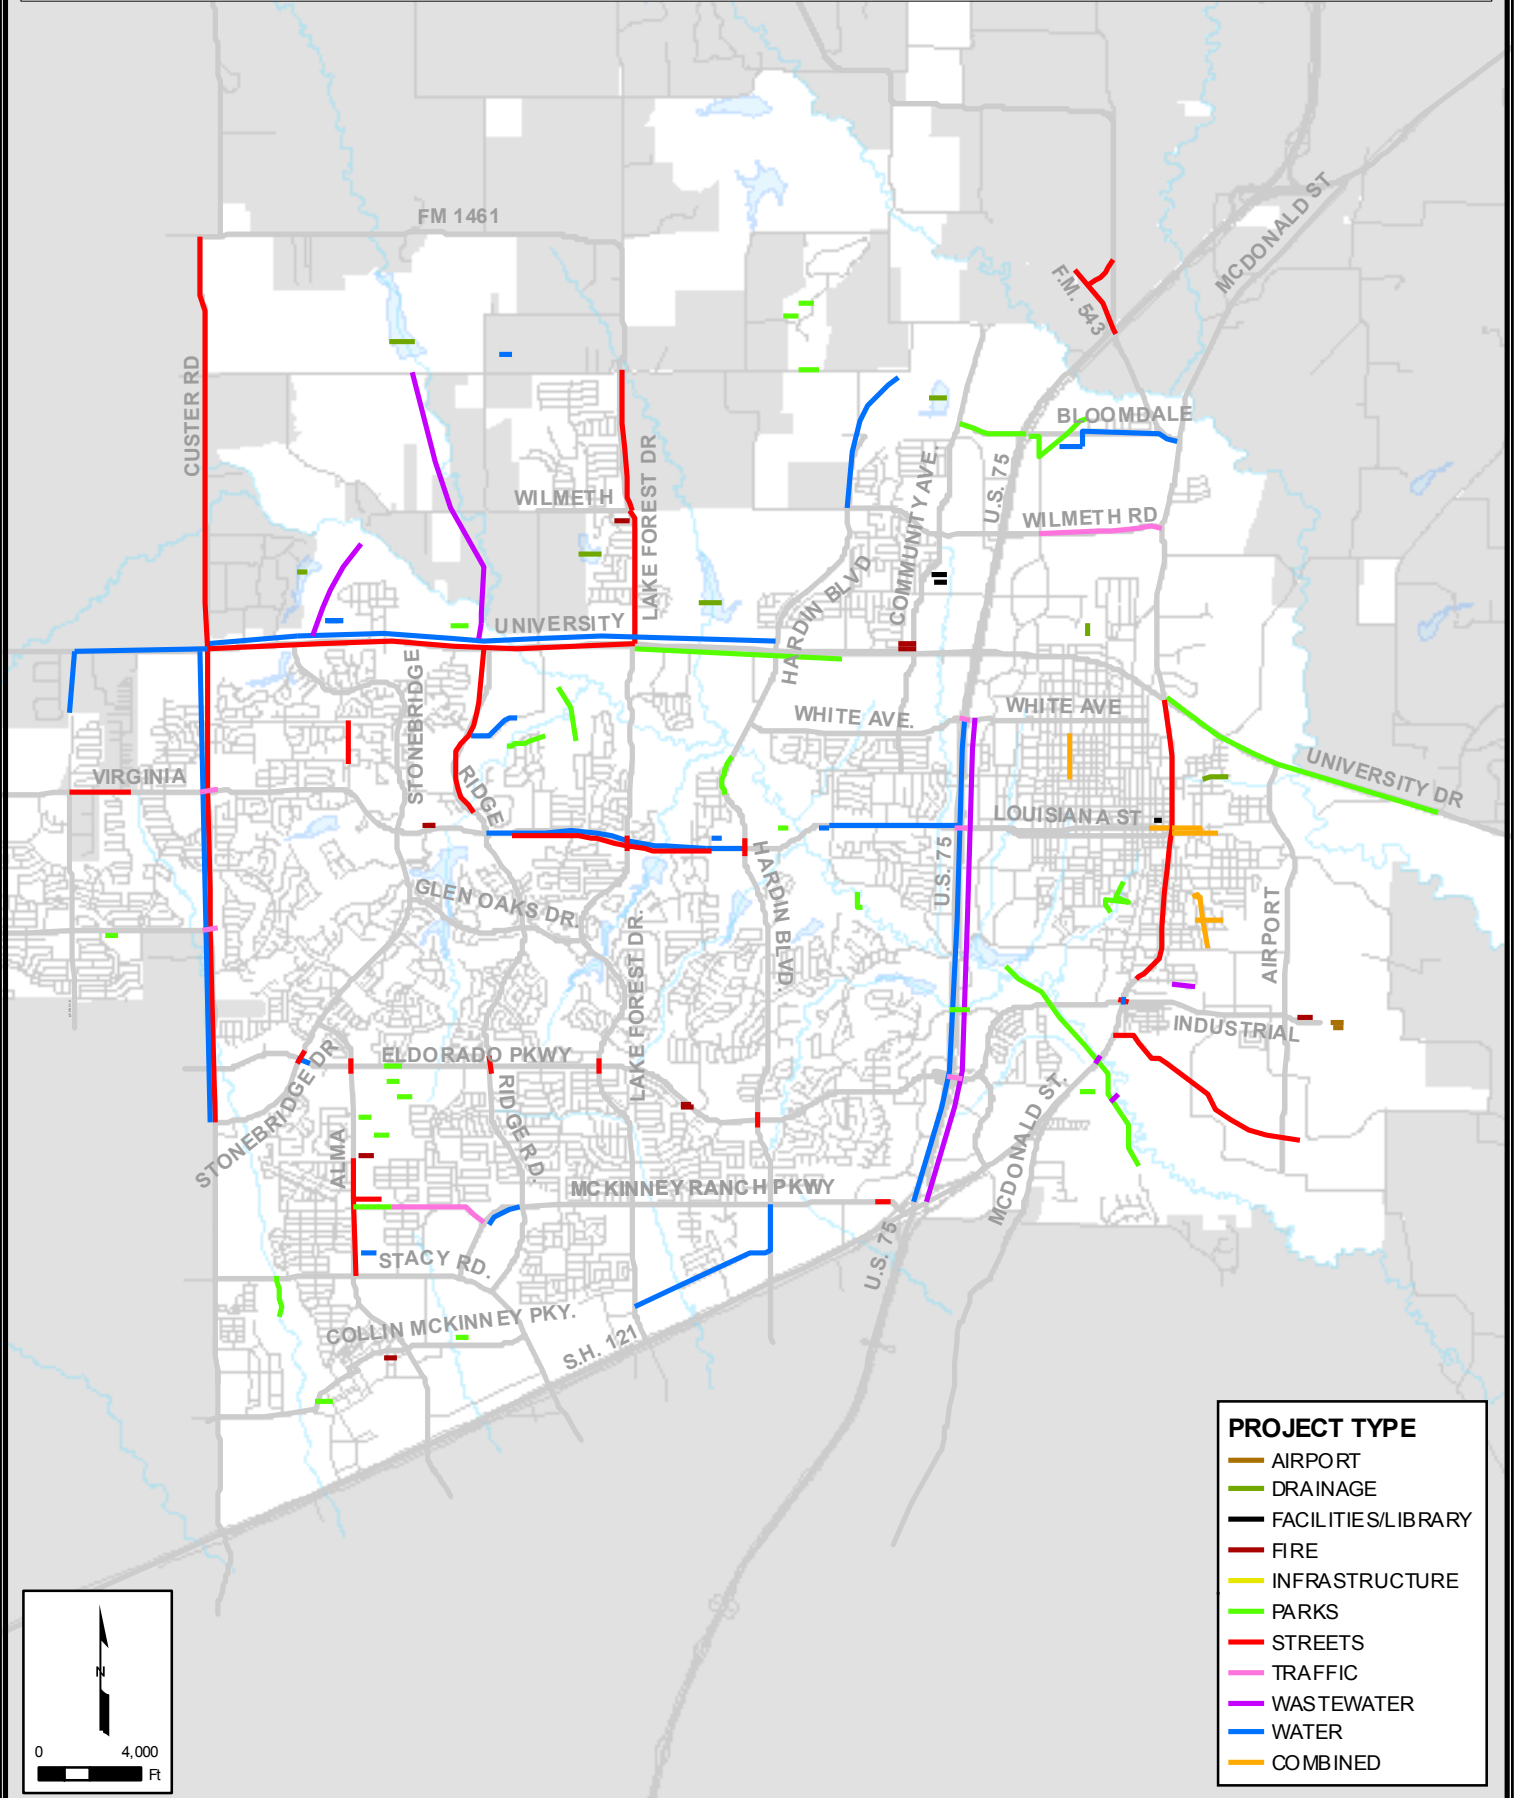 FM 1461
MCDONALD ST
F.M. 543
CUSTER RD
BLOOMDALE
LAKE FOREST DR
COMMUNITY AVE
U.S. 75
WILMETH
WILMETH RD
HARDIN BLVD
UNIVERSITY
STONEBRIDGE
WHITE AVE.
WHITE AVE
VIRGINIA
RIDGE
UNIVERSITY DR
LOUISIANA ST
U.S. 75
HARDIN BLVD.
GLEN OAKS DR.
LAKE FOREST DR.
AIRPORT
INDUSTRIAL
ELDORADO PKWY
STONEBRIDGE DR
RIDGE RD.
MCDONALD ST.
ALMA
MCKINNEY RANCH PKWY
STACY RD.
U.S. 75
COLLIN MCKINNEY PKY.
S.H. 121
PROJECT TYPE
AIRPORT
DRAINAGE
FACILITIES/LIBRARY
FIRE
INFRASTRUCTURE
PARKS
STREETS
TRAFFIC
WASTEWATER
WATER
COMBINED
N
0 4,000
Ft